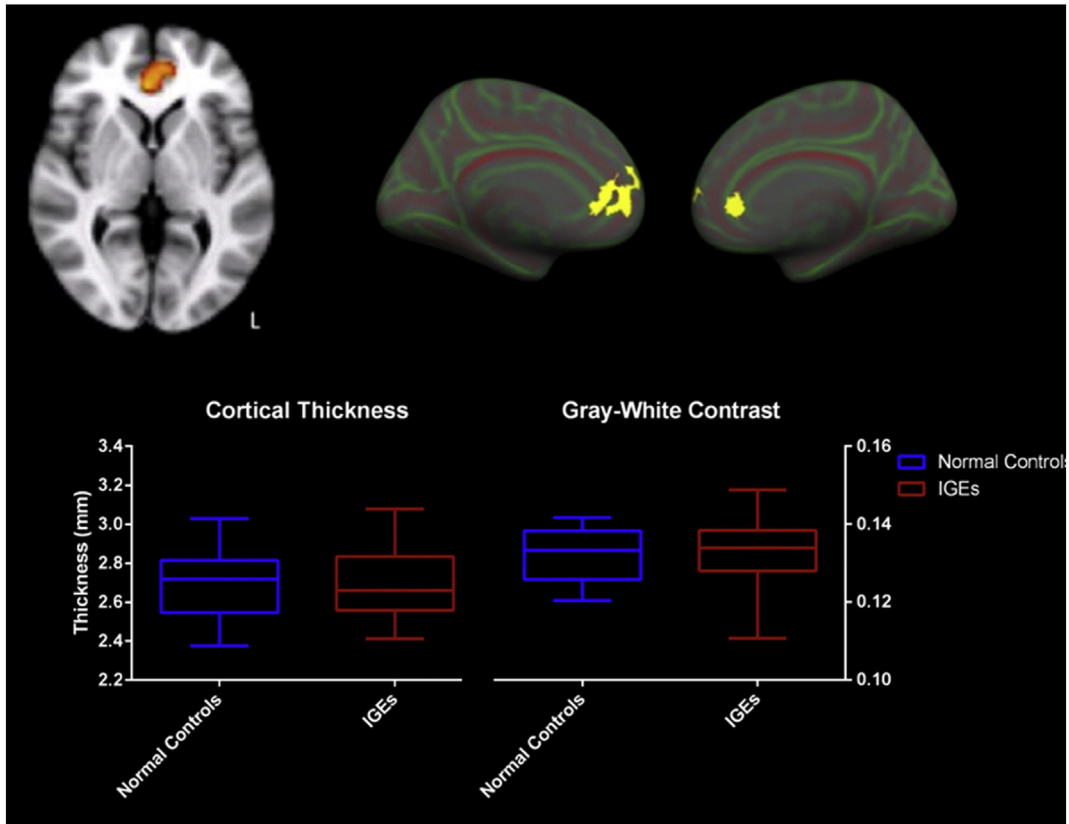 L
Cortical Thickness
Gray-White Contrast
Thickness (mm)
3.4
3.2
3.0
2.8
2.6
2.4
2.2
Normal Controls
IGEs
Normal Controls
IGEs
0.16
0.14
0.12
0.10
Normal Controls
IGEs